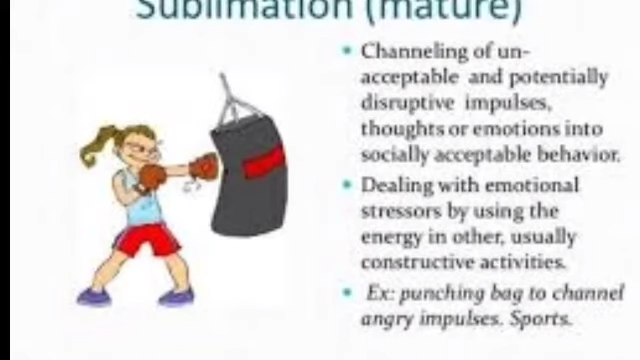 Sublimation (mature)
Channeling of un-
acceptable and potentially
disruptive impulses,
thoughts or emotions into
socially acceptable behavior.
Dealing with emotional
stressors by using the
energy in other, usually
constructive activities.
Ex: punching bag to channel
angry impulses. Sports.